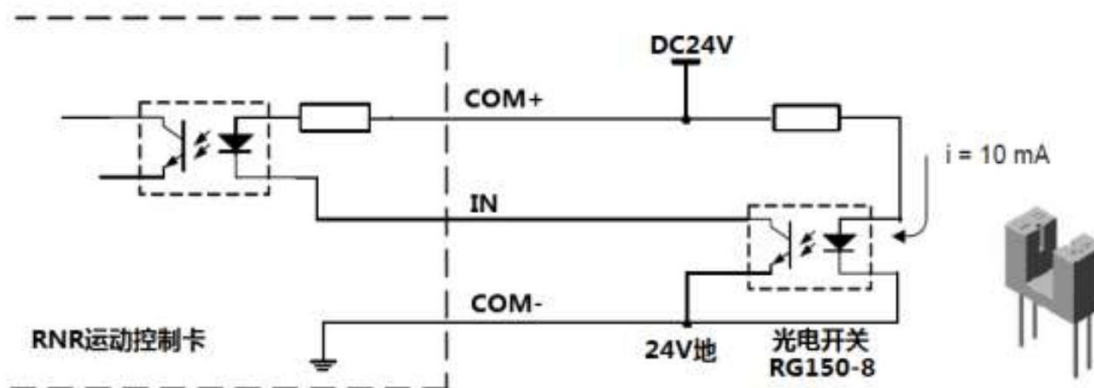 DC24V
COM+
i = 10 mA
IN
COM-
RNR运动控制卡
24V地
光电开关
RG150-8